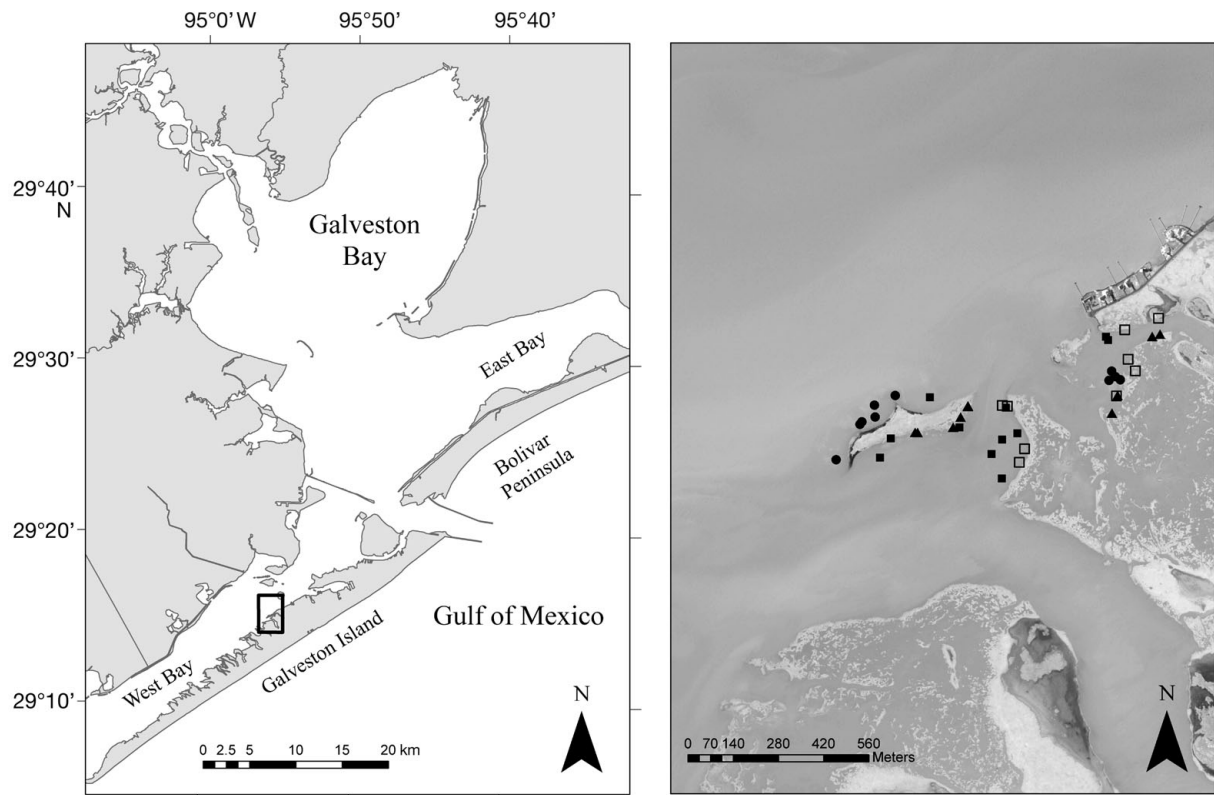 95°0’ W 95°50’ 95°40’
29°40’
N
Galveston
Bay
29°30’
East Bay
Bolivar
Peninsula
29°20’
Gulf of Mexico
Galveston Island
West Bay
29°10’
N
0 2.5 5 10 15 20 km
N
0 70 140 280 420 560
Meters